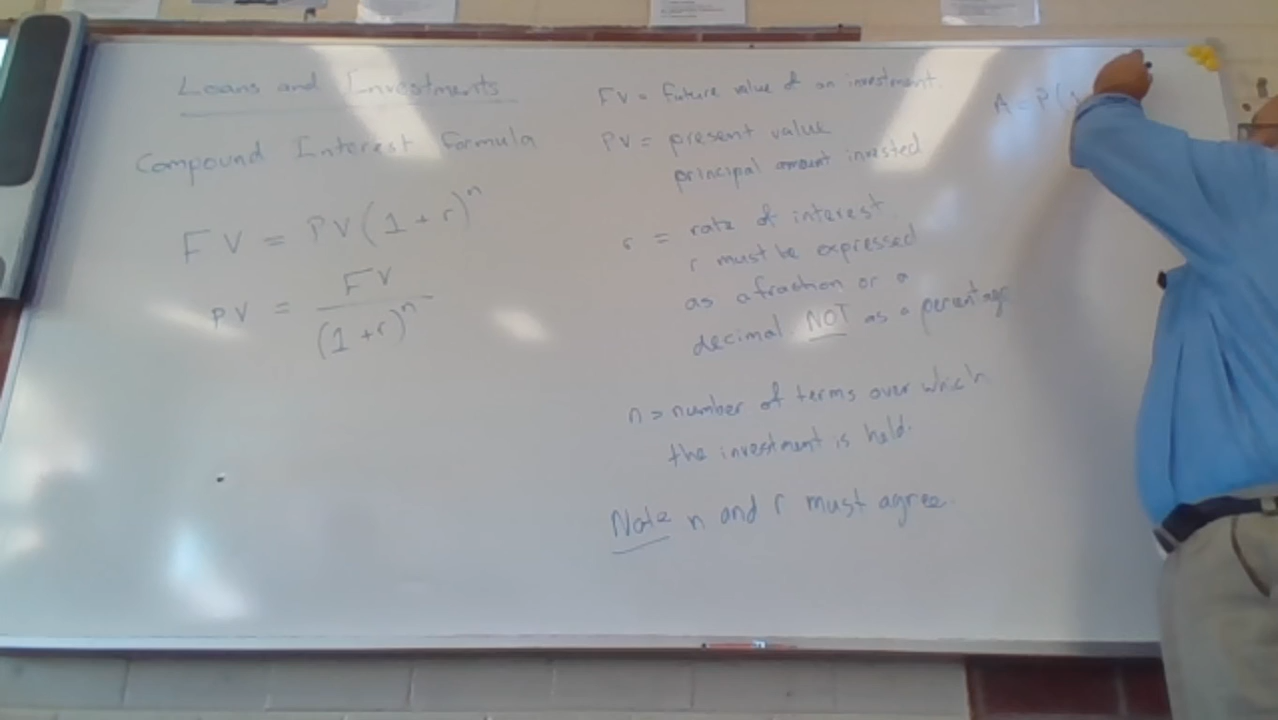 Loans and Investments
Compound Interest formula
FV = PV(1 + r)^n
PV = FV / (1 + r)^n
FV = future value of an investment.
PV = present value
principal amount invested
r = rate of interest
r must be expressed
as a fraction or a
decimal. NOT as a percentage
n = number of terms over which
the investment is held.
Note n and r must agree.
A = P(1